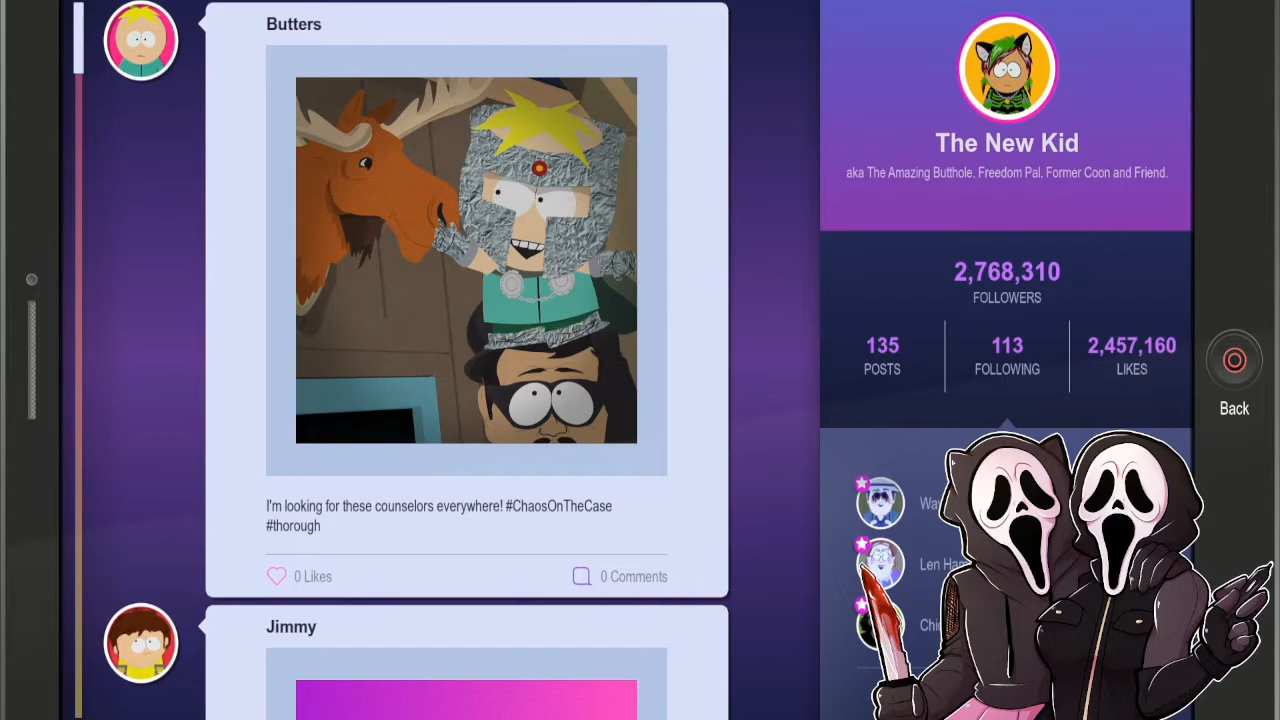 Butters
I'm looking for these counselors everywhere! #ChaosOnTheCase
#thorough
0 Likes
0 Comments
Jimmy
The New Kid
aka The Amazing Butthole. Freedom Pal. Former Coon and Friend.
2,768,310
FOLLOWERS
135
POSTS
113
FOLLOWING
2,457,160
LIKES
Len
Back